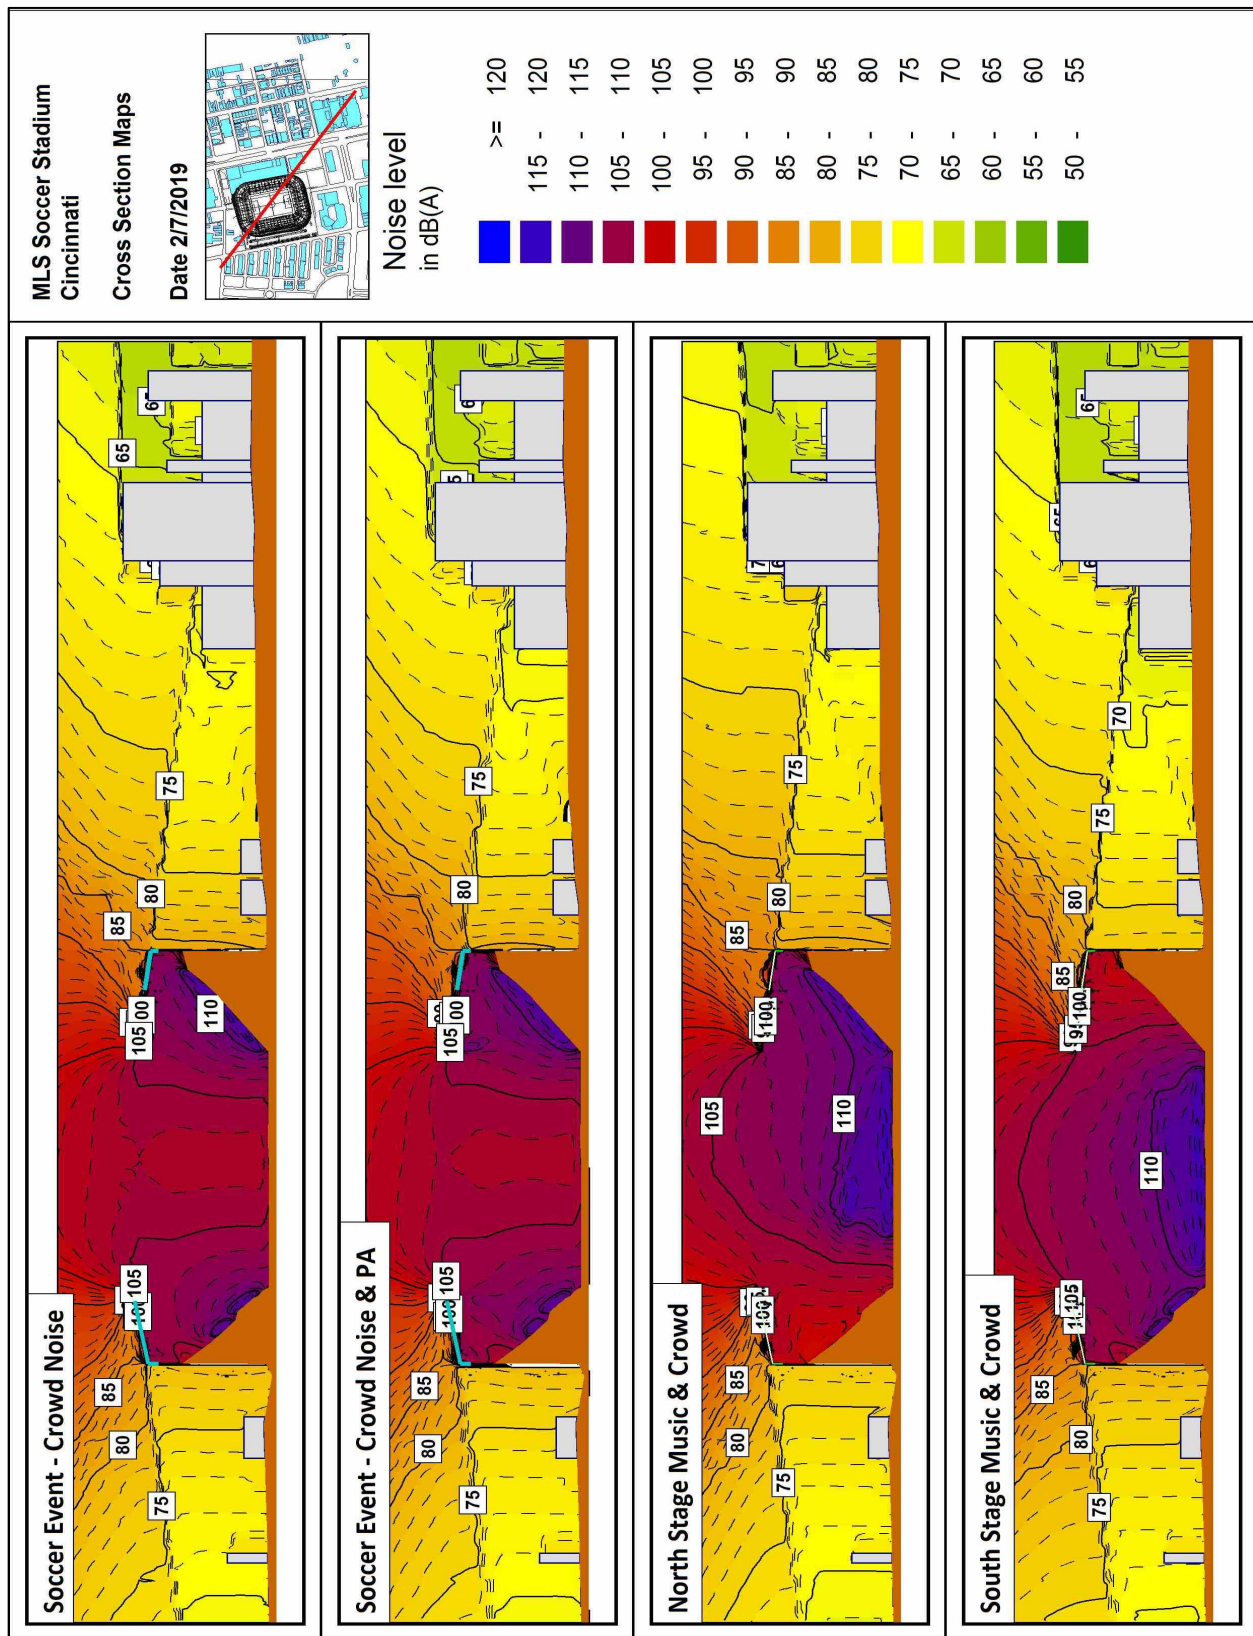 MLS Soccer Stadium
Cincinnati
Cross Section Maps
Date 2/7/2019
Noise level
in dB(A)
>= 120
115 - 120
110 - 115
105 - 110
100 - 105
95 - 100
90 - 95
85 - 90
80 - 85
75 - 80
70 - 75
65 - 70
60 - 65
55 - 60
50 - 55
Soccer Event - Crowd Noise
75
80
85
105
105
110
85
80
75
65
Soccer Event - Crowd Noise & PA
75
80
85
105
105
80
75
North Stage Music & Crowd
75
80
85
100
105
110
100
85
80
75
South Stage Music & Crowd
75
80
85
105
110
100
85
80
75
70